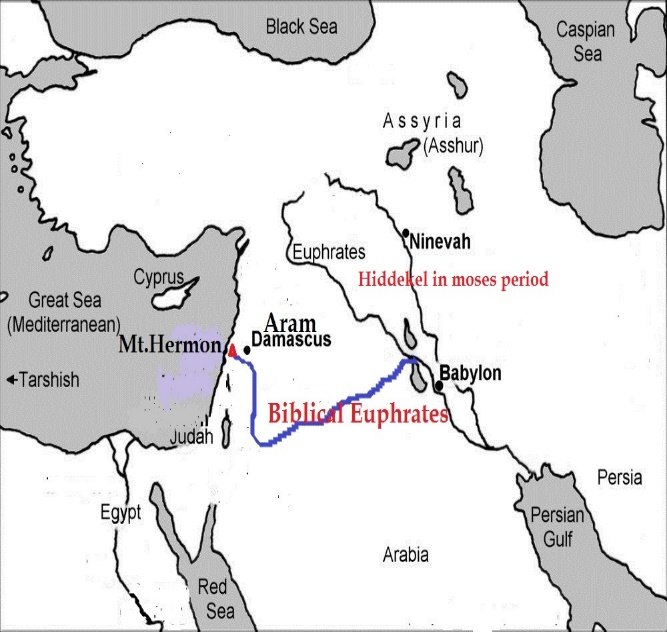 Black Sea
Caspian
Sea
Assyria
(Asshur)
Ninevah
Euphrates
Hiddekel in moses period
Cyprus
Great Sea
(Mediterranean)
Aram
Damascus
Mt.Hermon
Tarshish
Babylon
Biblical Euphrates
Judah
Persia
Egypt
Persian
Gulf
Arabia
Red
Sea